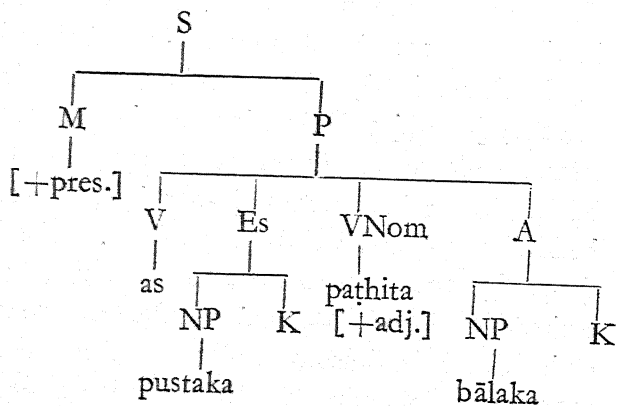 S
M P
[+pres.]
V Es VNom A
as paṭhita
NP K [+adj.] NP K
pustaka bālaka